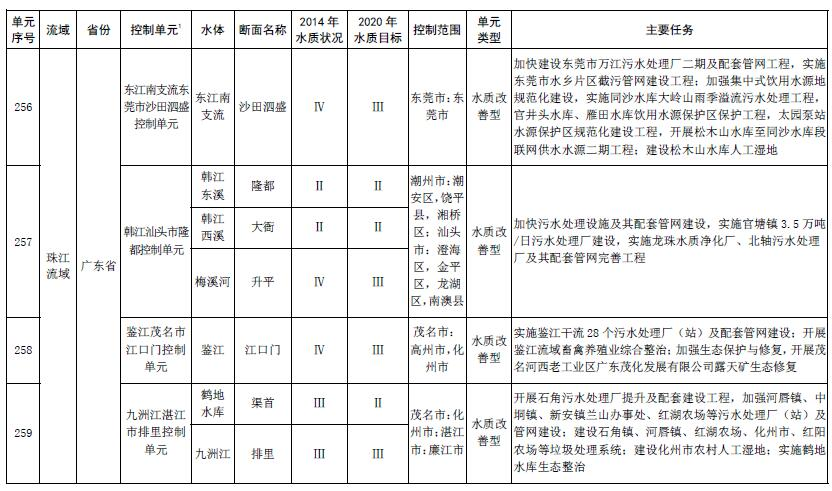 单元 流域 省份 控制单元¹ 水体 断面名称 2014 年 2020 年 控制范围 单元 主要任务
序号 水质状况 水质目标 类型
256
珠江
流域
广东省
东江南支流东
莞市沙田泗盛
控制单元
东江南
支流
沙田泗盛
IV
III
东莞市:东
莞市
水质改
善型
加快建设东莞市万江污水处理厂二期及配套管网工程，实施
东莞市水乡片区截污管网建设工程；加强集中式饮用水源地
规范化建设，实施同沙水库大岭山雨季溢流污水处理工程，
官井头水库、雁田水库饮用水源保护区保护工程，太园泵站
水源保护区规范化建设工程，开展松木山水库至同沙水库段
联网供水水源二期工程；建设松木山水库人工湿地
257
韩江汕头市隆
都控制单元
韩江
东溪
隆都
II
II
韩江
西溪
大衙
II
II
梅溪河
升平
IV
III
潮州市:潮
安区,饶平
县，湘桥
区；汕头
市：澄海
区，金平
区，龙湖
区,南澳县
水质改
善型
加快污水处理设施及其配套管网建设，实施官塘镇 3.5 万吨
/日污水处理厂建设，实施龙珠水质净化厂、北轴污水处理
厂及其配套管网完善工程
258
鉴江茂名市
江口门控制
单元
鉴江
江口门
IV
III
茂名市：
高州市,化
州市
水质改
善型
实施鉴江干流 28 个污水处理厂（站）及配套管网建设；开展
鉴江流域畜禽养殖业综合整治；加强生态保护与修复，开展茂
名河西老工业区广东茂化发展有限公司露天矿生态修复
259
九洲江湛江
市排里控制
单元
鹤地
水库
渠首
III
II
九洲江
排里
III
III
茂名市:化
州市;湛江
市:廉江市
水质改
善型
开展石角污水处理厂提升及配套建设工程，加强河唇镇、中
垌镇、新安镇兰山办事处、红湖农场等污水处理厂（站）及
管网建设；建设石角镇、河唇镇、红湖农场、化州市、红阳
农场等垃圾处理系统；建设化州市农村人工湿地；实施鹤地
水库生态整治